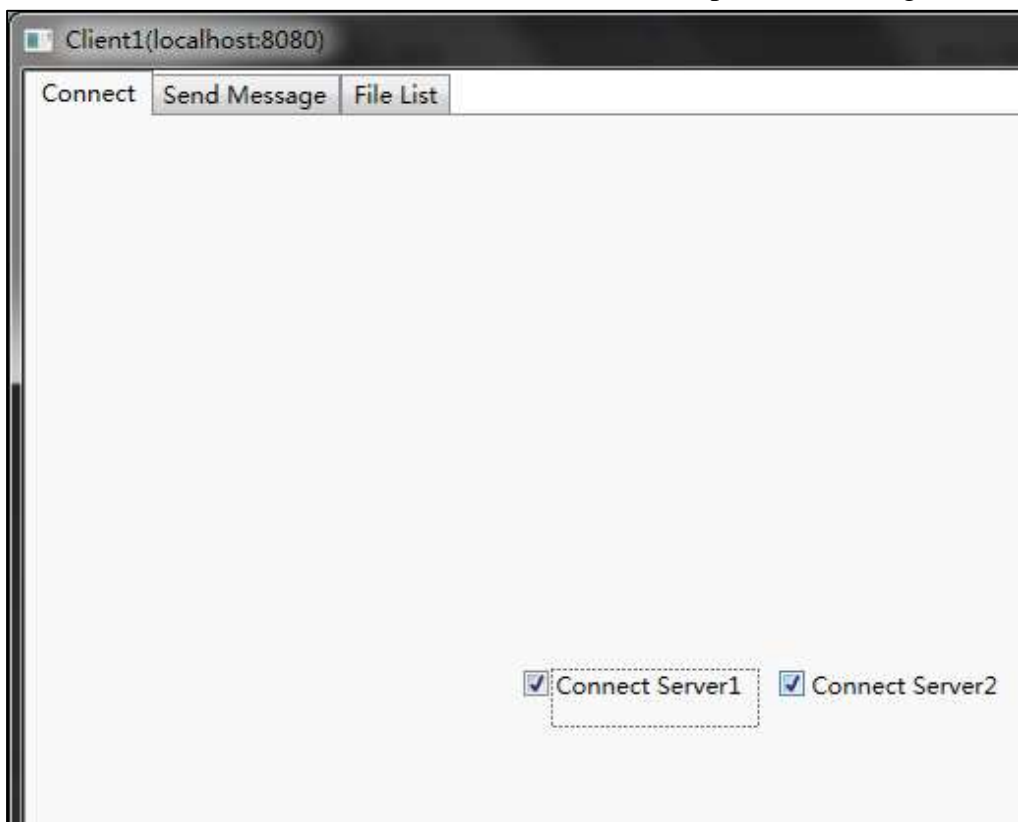 Client1(localhost:8080)
Connect Send Message File List
Connect Server1 Connect Server2